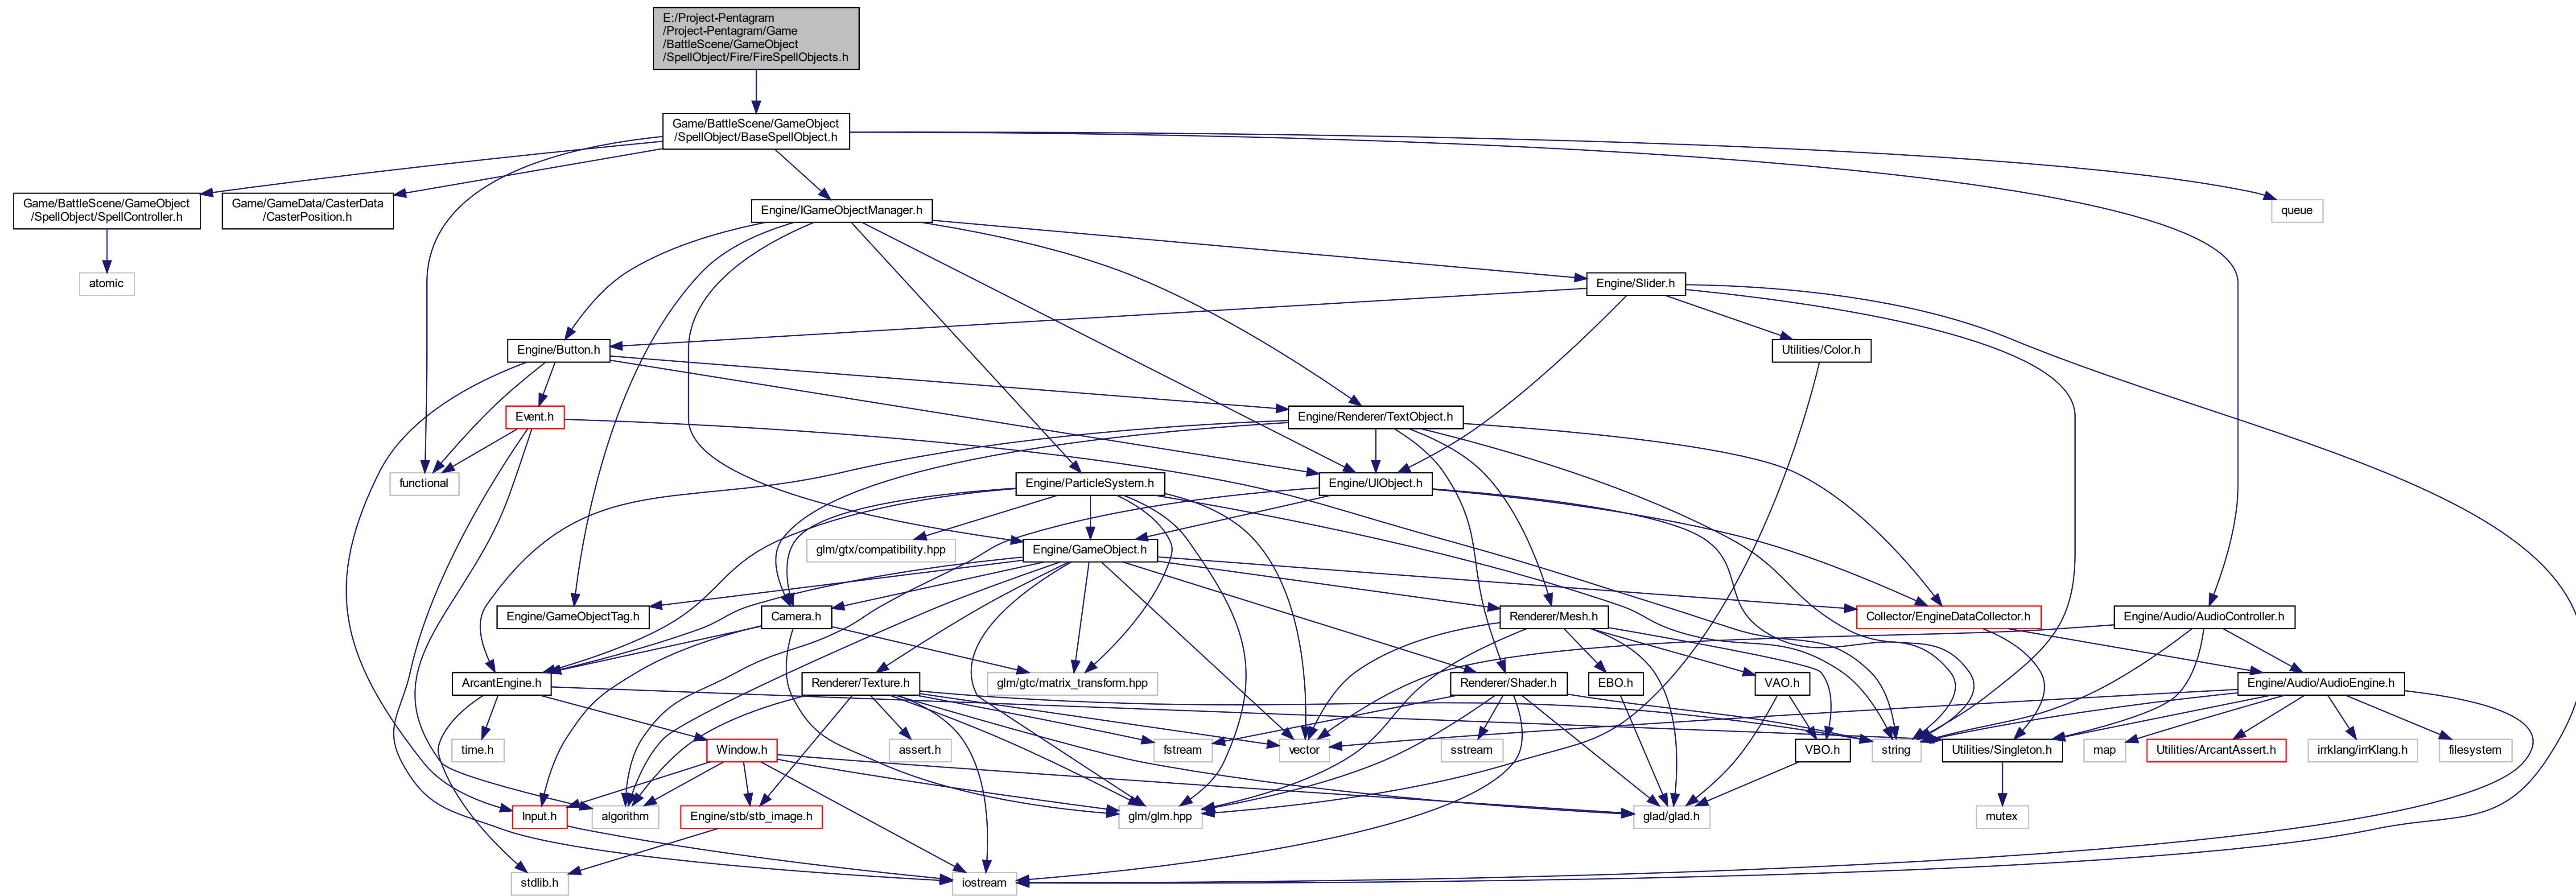 E:/Project-Pentagram
/Project-Pentagram/Game
/BattleScene/GameObject
/SpellObject/Fire/FireSpellObjects.h
Game/BattleScene/GameObject
/SpellObject/BaseSpellObject.h
Game/BattleScene/GameObject
/SpellObject/SpellController.h
Game/GameData/CasterData
/CasterPosition.h
Engine/IGameObjectManager.h
queue
atomic
Engine/Slider.h
Engine/Button.h
Utilities/Color.h
Event.h
Engine/Renderer/TextObject.h
functional
Engine/ParticleSystem.h
Engine/UIObject.h
glm/gtx/compatibility.hpp
Engine/GameObject.h
Engine/GameObjectTag.h
Camera.h
Renderer/Mesh.h
Collector/EngineDataCollector.h
Engine/Audio/AudioController.h
ArcantEngine.h
Renderer/Texture.h
glm/gtc/matrix_transform.hpp
Renderer/Shader.h
EBO.h
VAO.h
Engine/Audio/AudioEngine.h
time.h
Window.h
assert.h
fstream
vector
sstream
VBO.h
string
Utilities/Singleton.h
map
Utilities/ArcantAssert.h
irrklang/irrKlang.h
filesystem
Input.h
algorithm
Engine/stb/stb_image.h
glm/glm.hpp
glad/glad.h
mutex
stdlib.h
iostream